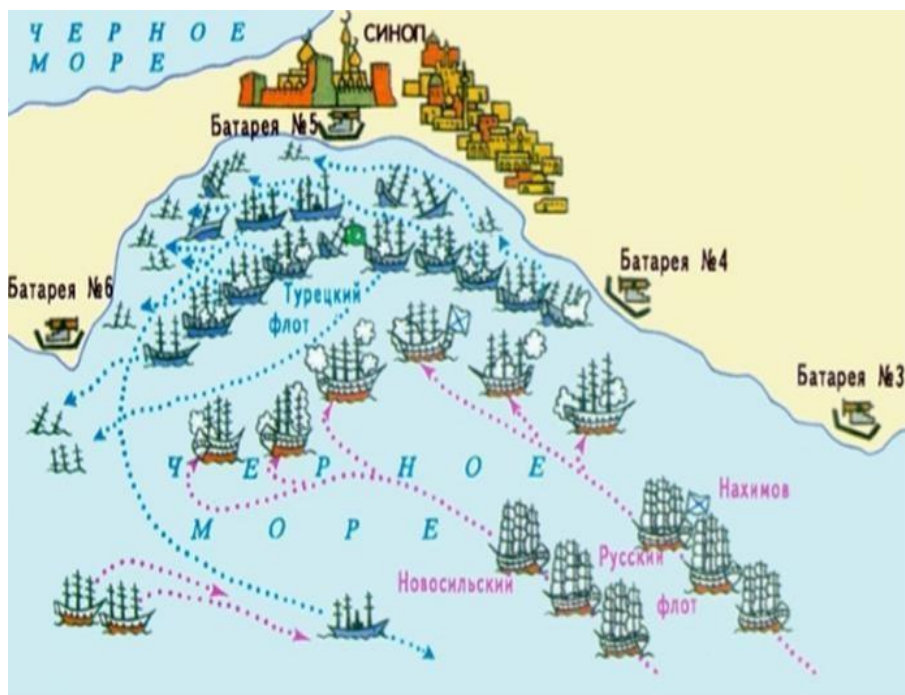 ЧЕРНОЕ
МОРЕ
СИНОП
Батарея №5
Батарея №4
Батарея №6
Турецкий
флот
Батарея №3
ЧЕРНОЕ
МОРЕ
Нахимов
Русский
флот
Новосильский